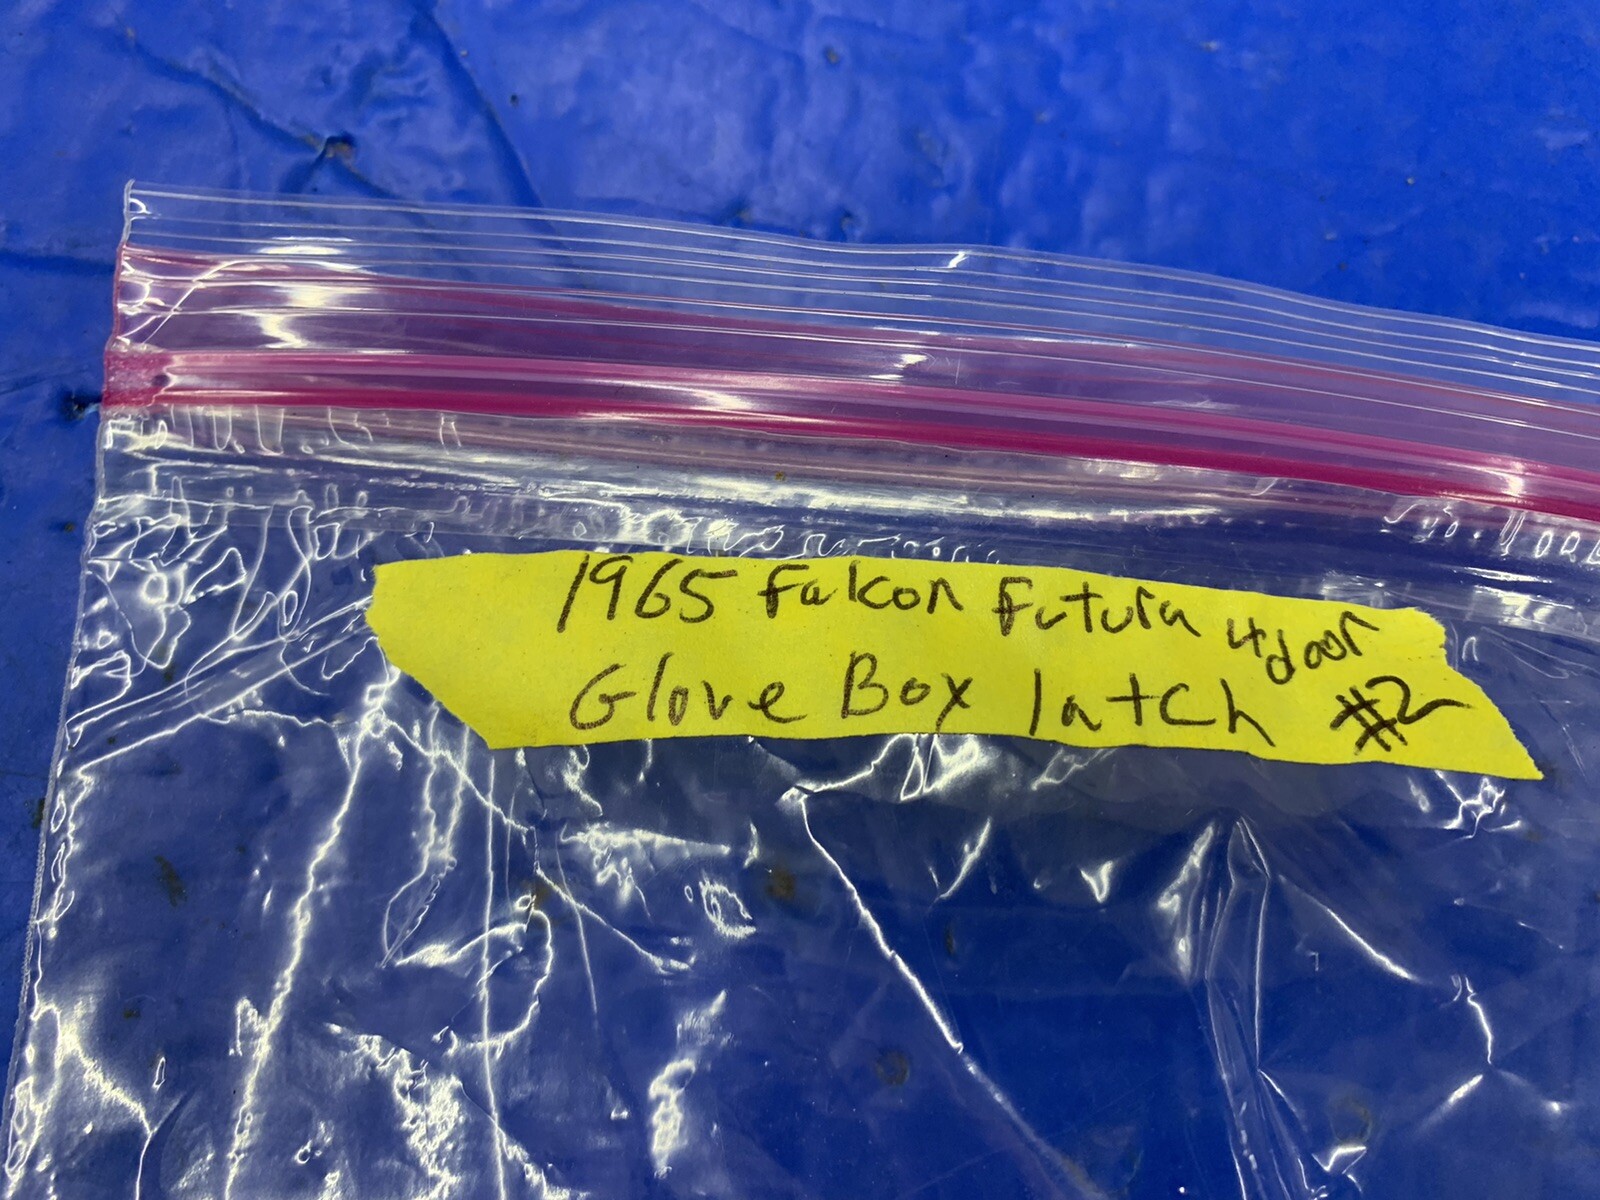 1965 Falcon Futura 4door
Glove Box latch #2